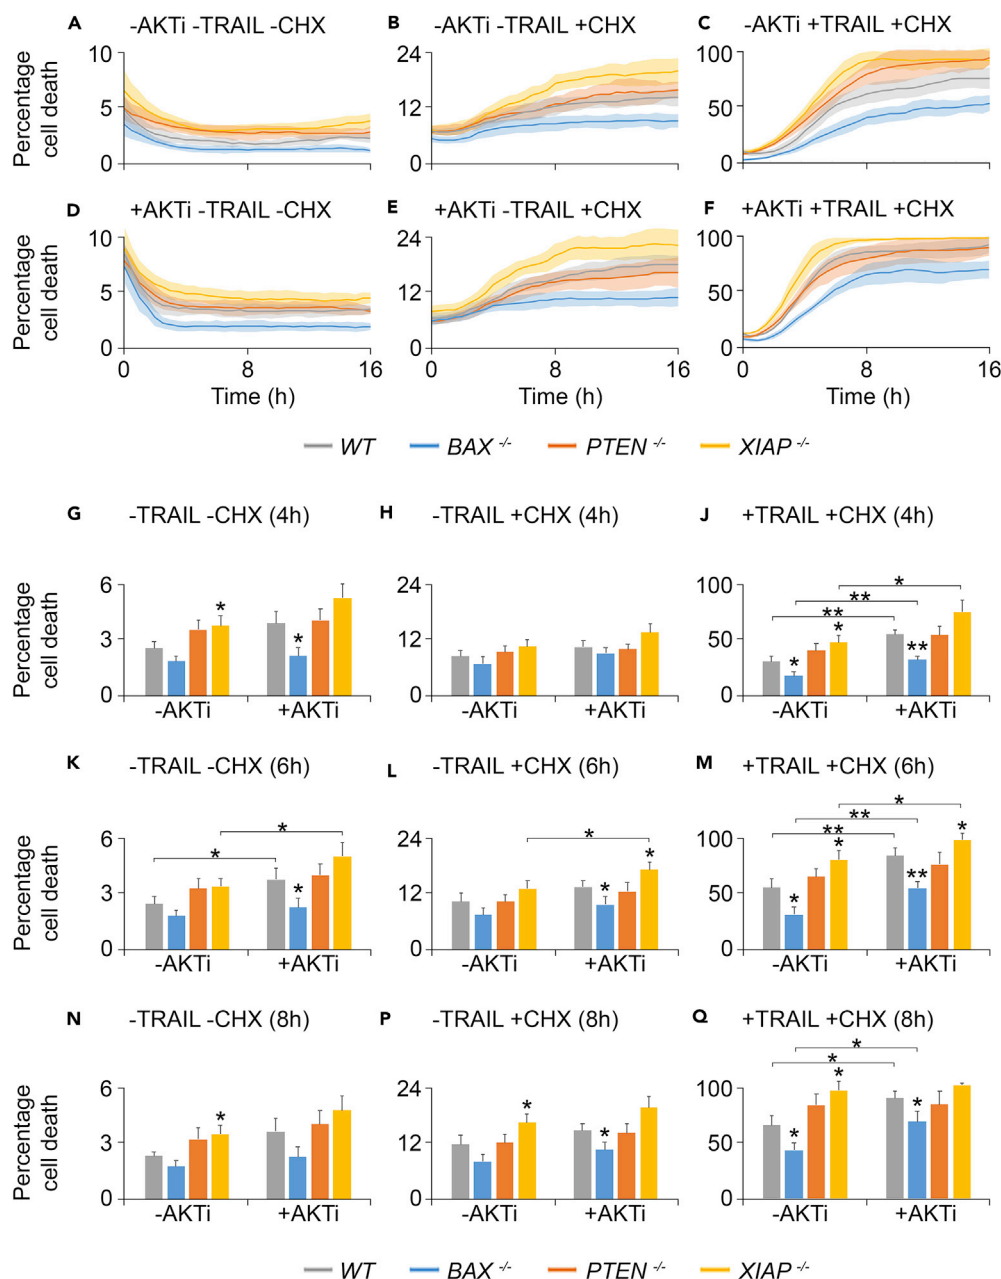 A -AKTi -TRAIL -CHX
B -AKTi -TRAIL +CHX
C -AKTi +TRAIL +CHX
Percentage
cell death
10
5
0
24
12
0
100
50
0
D +AKTi -TRAIL -CHX
E +AKTi -TRAIL +CHX
F +AKTi +TRAIL +CHX
Percentage
cell death
10
5
0
24
12
0
100
50
0
0 8 16
0 8 16
0 8 16
Time (h)
Time (h)
Time (h)
WT BAX -/- PTEN -/- XIAP -/-
G -TRAIL -CHX (4h)
H -TRAIL +CHX (4h)
J +TRAIL +CHX (4h)
Percentage
cell death
6
3
0
* *
-AKTi +AKTi
24
12
0
-AKTi +AKTi
100
50
0
*
**
**
* * **
-AKTi +AKTi
K -TRAIL -CHX (6h)
L -TRAIL +CHX (6h)
M +TRAIL +CHX (6h)
Percentage
cell death
6
3
0
*
*
*
-AKTi +AKTi
24
12
0
*
* *
-AKTi +AKTi
100
50
0
*
**
**
* * ** *
-AKTi +AKTi
N -TRAIL -CHX (8h)
P -TRAIL +CHX (8h)
Q +TRAIL +CHX (8h)
Percentage
cell death
6
3
0
*
-AKTi +AKTi
24
12
0
* *
-AKTi +AKTi
100
50
0
*
*
* * *
-AKTi +AKTi
WT BAX -/- PTEN -/- XIAP -/-